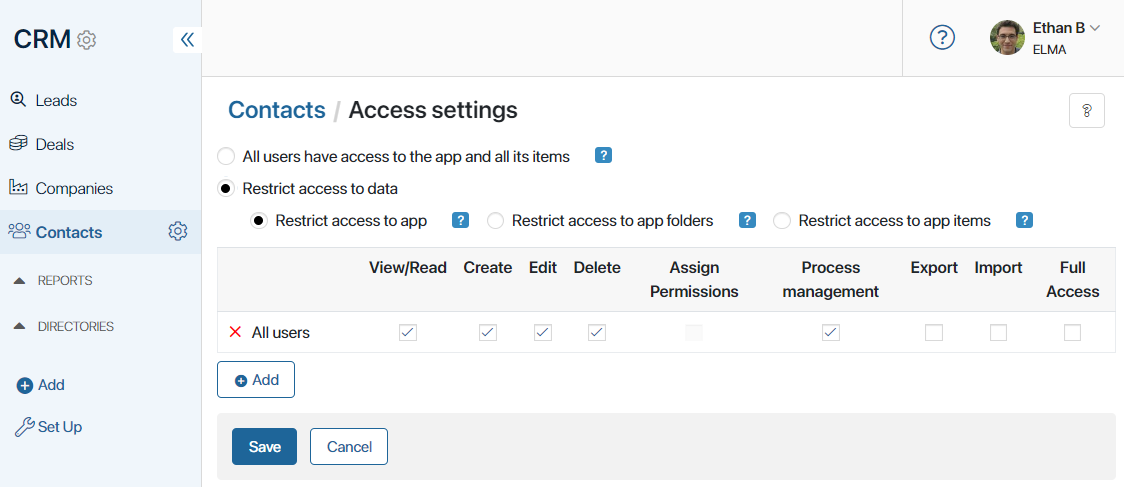 CRM
Ethan B
ELMA
?
Leads
Deals
Companies
Contacts
REPORTS
DIRECTORIES
Add
Set Up
Contacts / Access settings
?
All users have access to the app and all its items ?
Restrict access to data
Restrict access to app ? Restrict access to app folders ? Restrict access to app items ?
View/Read Create Edit Delete Assign Permissions Process management Export Import Full Access
All users
Add
Save Cancel